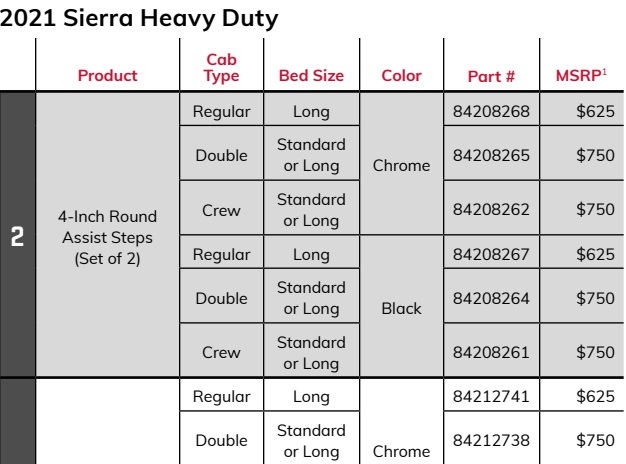 2021 Sierra Heavy Duty
Product Cab Type Bed Size Color Part # MSRP1
2
4-Inch Round
Assist Steps
(Set of 2)
Regular Long Chrome 84208268 $625
Double Standard or Long 84208265 $750
Crew Standard or Long 84208262 $750
Regular Long Black 84208267 $625
Double Standard or Long 84208264 $750
Crew Standard or Long 84208261 $750
Regular Long Chrome 84212741 $625
Double Standard or Long 84212738 $750